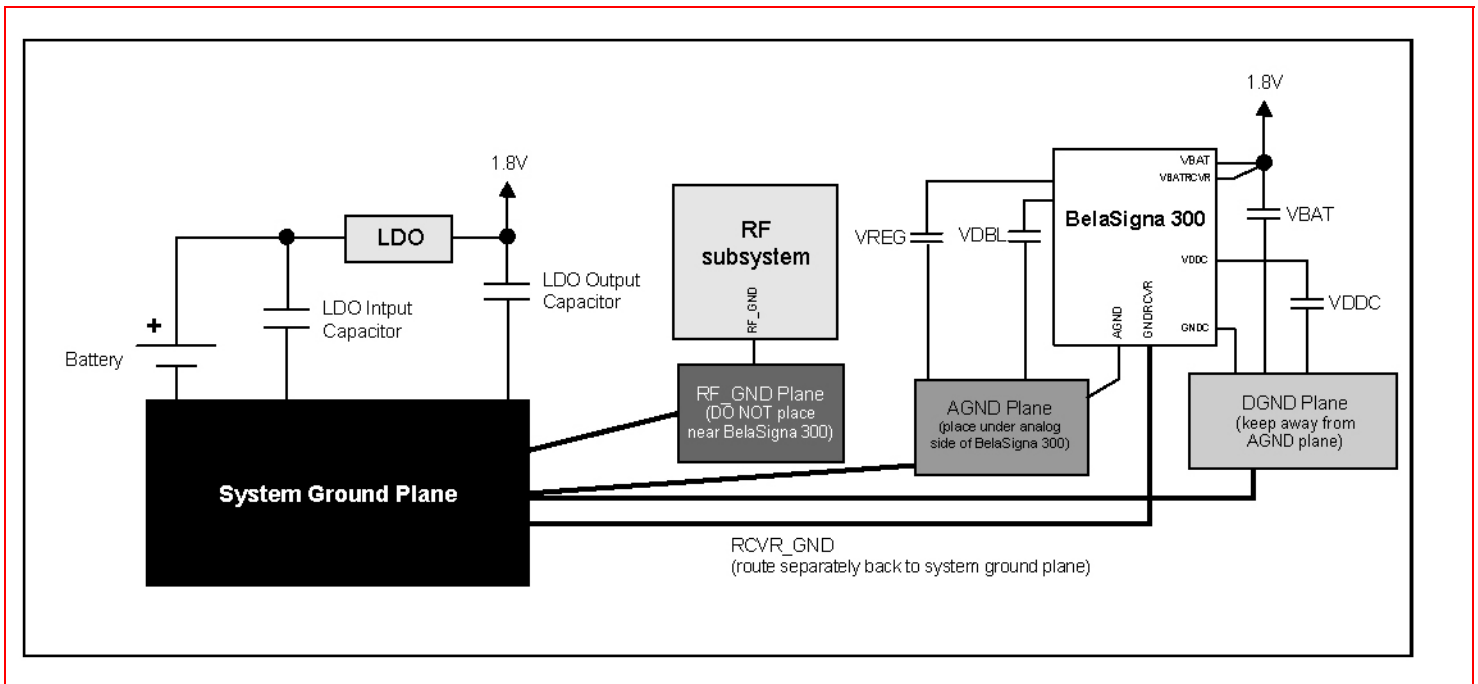 1.8V
1.8V
LDO
LDO Intput
Capacitor
LDO Output
Capacitor
+
Battery
RF
subsystem
RF_GND
RF_GND Plane
(DO NOT place
near BelaSigna 300)
System Ground Plane
VREG
VDBL
BelaSigna 300
VBAT
VBATRCVR
VDDC
GNDC
AGND
GNDRCVR
VBAT
VDDC
AGND Plane
(place under analog
side of BelaSigna 300)
DGND Plane
(keep away from
AGND plane)
RCVR_GND
(route separately back to system ground plane)